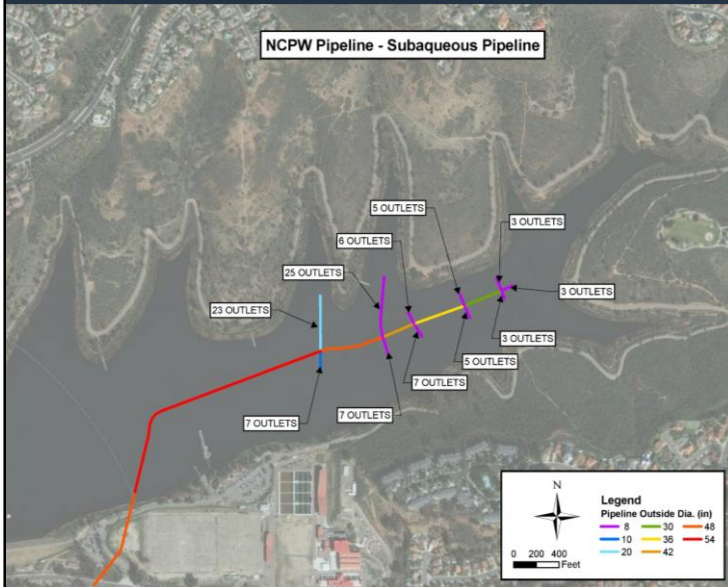 NCPW Pipeline - Subaqueous Pipeline
5 OUTLETS
3 OUTLETS
6 OUTLETS
25 OUTLETS
3 OUTLETS
23 OUTLETS
3 OUTLETS
5 OUTLETS
7 OUTLETS
7 OUTLETS
7 OUTLETS
N
0 200 400
Feet
Legend
Pipeline Outside Dia. (in)
8 30 48
10 36 54
20 42